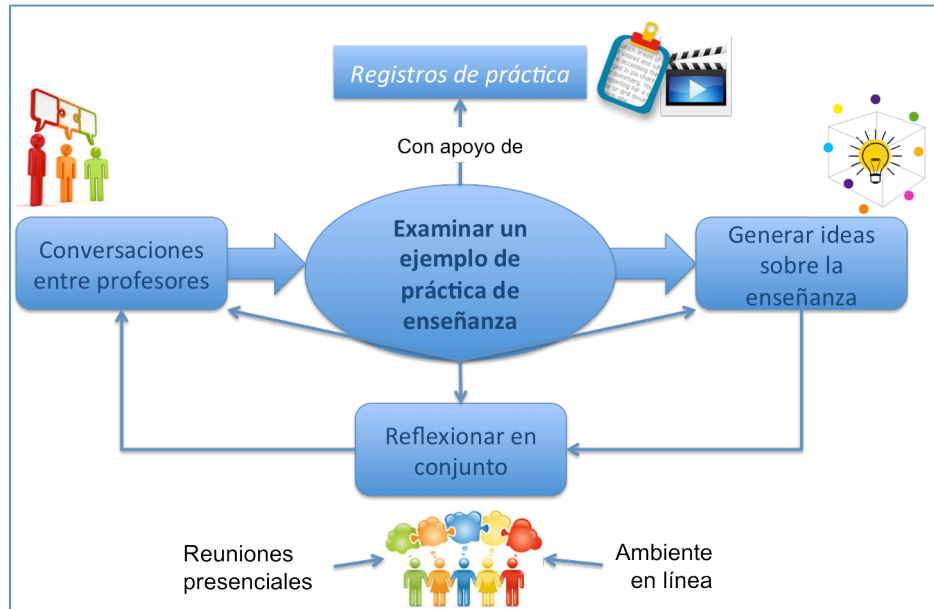 Registros de práctica
Con apoyo de
Conversaciones
entre profesores
Examinar un
ejemplo de
práctica de
enseñanza
Generar ideas
sobre la
enseñanza
Reflexionar en
conjunto
Reuniones
presenciales
Ambiente
en línea